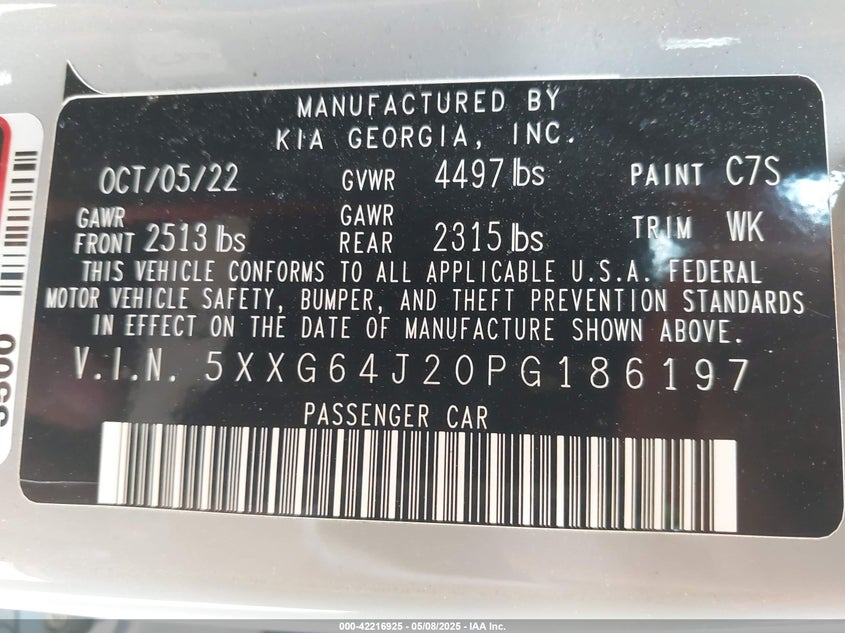 MANUFACTURED BY
KIA GEORGIA, INC.
OCT/05/22 GVWR 4497 lbs PAINT C7S
GAWR FRONT 2513 lbs GAWR REAR 2315 lbs TRIM WK
THIS VEHICLE CONFORMS TO ALL APPLICABLE U.S.A. FEDERAL
MOTOR VEHICLE SAFETY, BUMPER, AND THEFT PREVENTION STANDARDS
IN EFFECT ON THE DATE OF MANUFACTURE SHOWN ABOVE.
V.I.N. 5XXG64J20PG186197
PASSENGER CAR
000-42216925 - 05/08/2025 - IAA Inc.